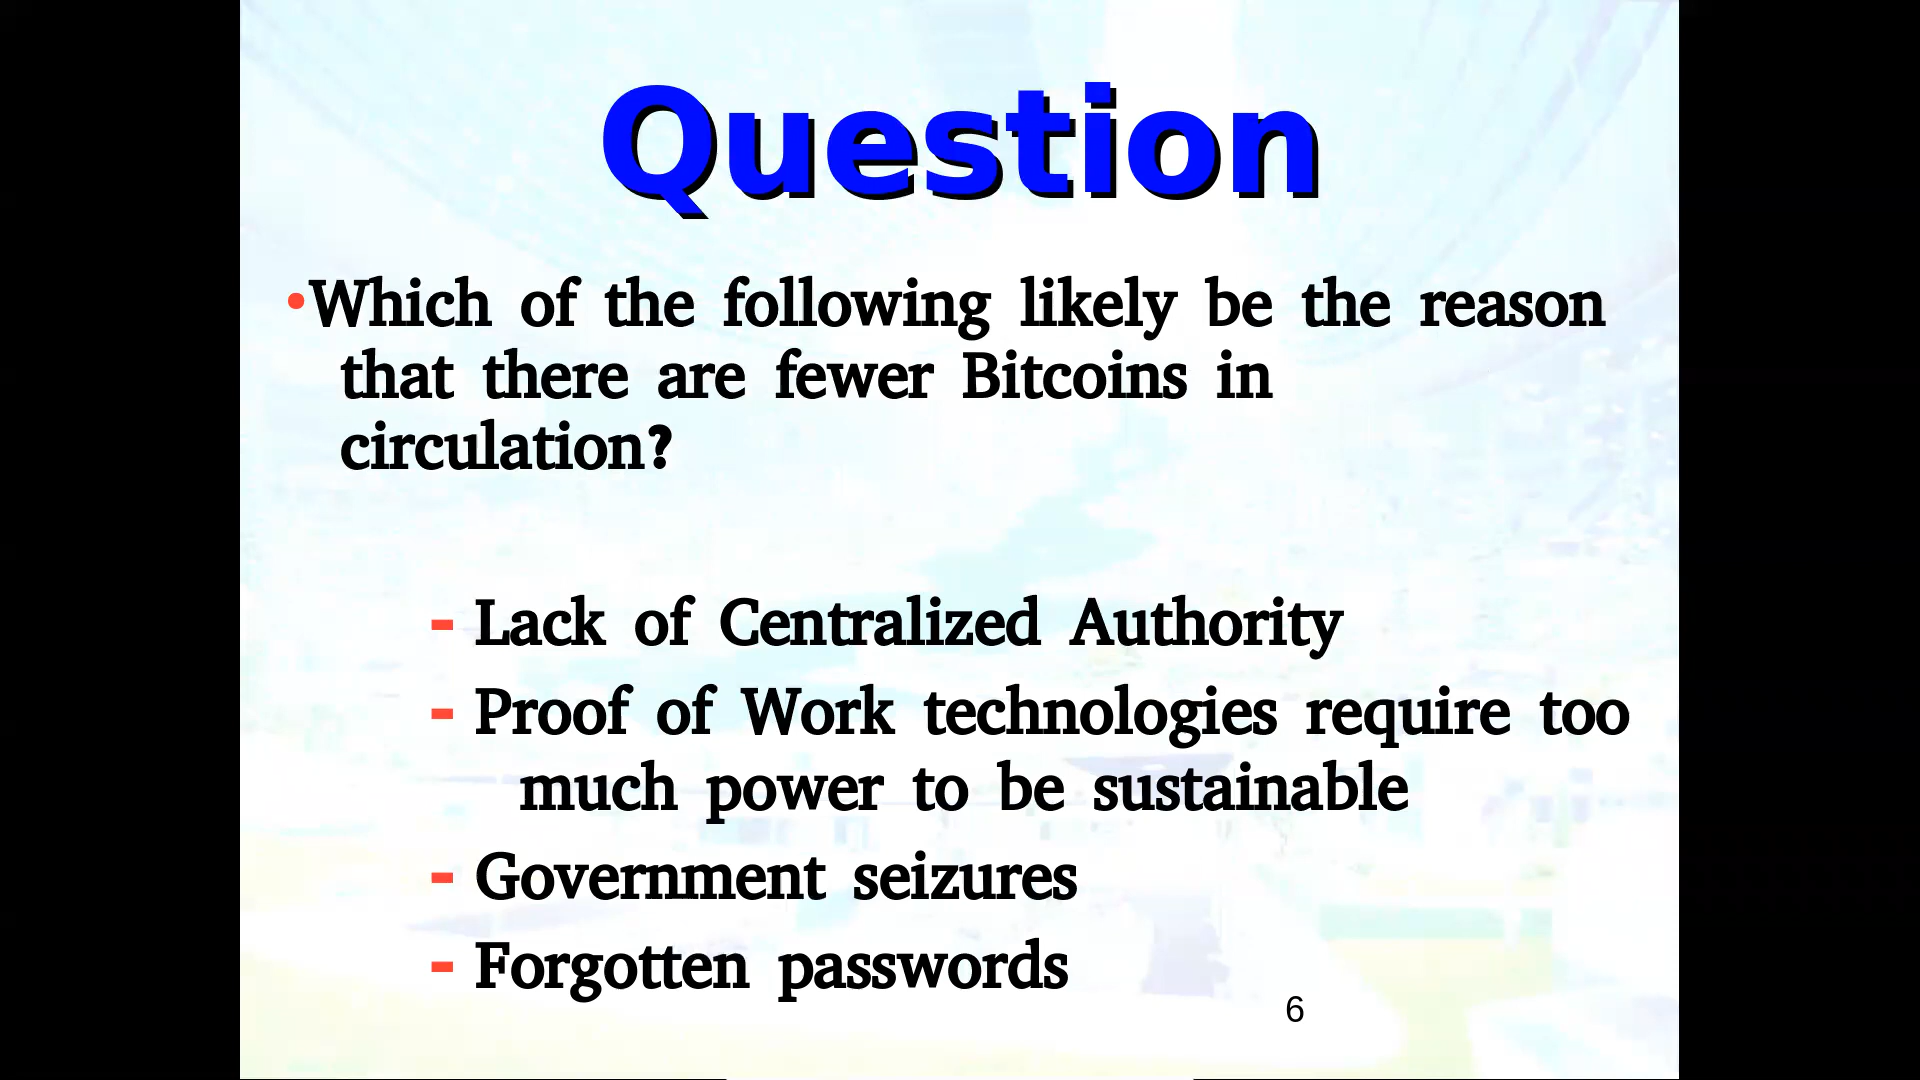 Question
•Which of the following likely be the reason
that there are fewer Bitcoins in
circulation?
- Lack of Centralized Authority
- Proof of Work technologies require too
much power to be sustainable
- Government seizures
- Forgotten passwords
6